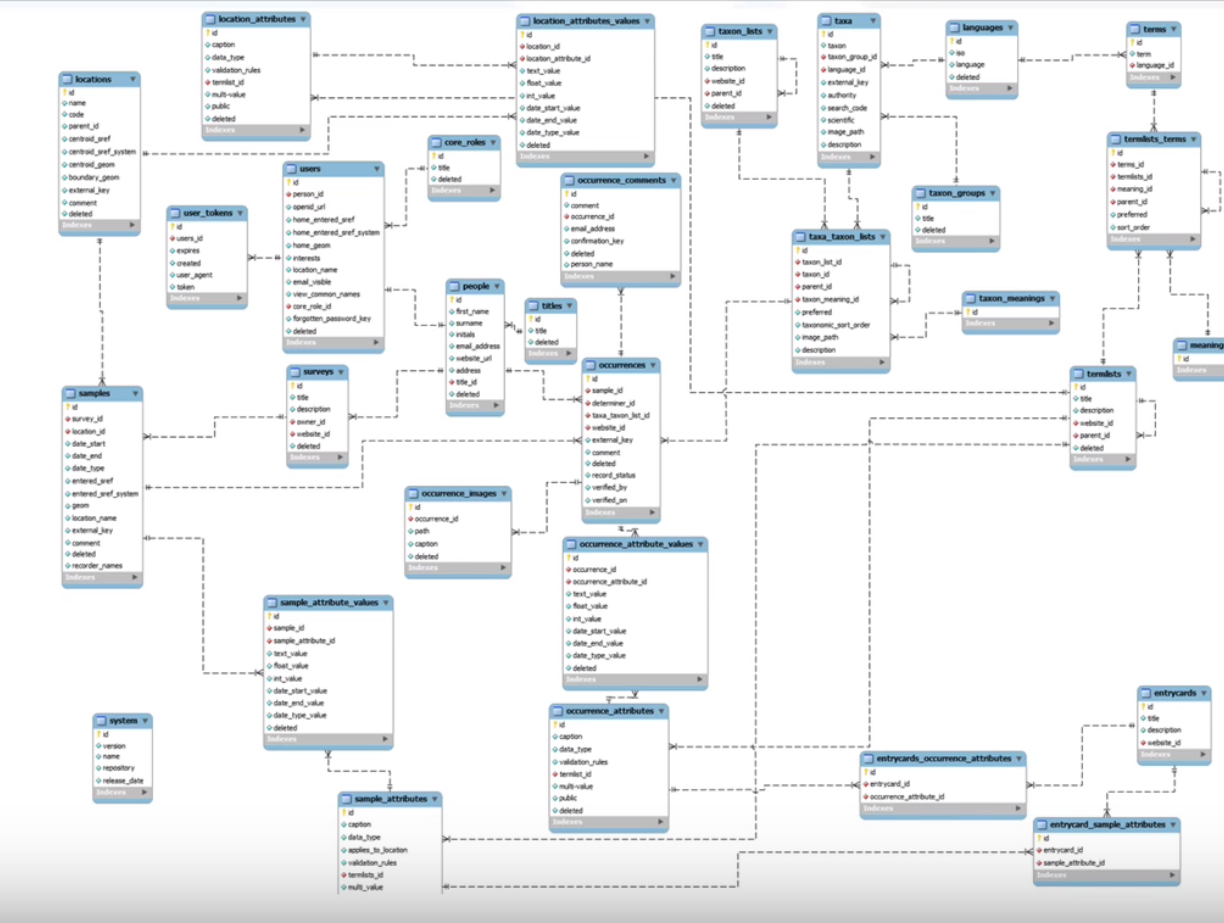 location_attributes
id
caption
data_type
validation_rules
termlist_id
multi-value
public
deleted
Indexes
location_attributes_values
id
location_id
location_attribute_id
text_value
float_value
int_value
date_start_value
date_end_value
date_type_value
deleted
Indexes
taxon_lists
id
title
description
website_id
parent_id
deleted
Indexes
taxa
id
taxon
taxon_group_id
language_id
external_key
authority
search_code
scientific
image_path
description
Indexes
languages
id
iso
language
deleted
Indexes
terms
id
term
language_id
Indexes
locations
id
name
code
parent_id
centroid_sref
centroid_sref_system
centroid_geom
boundary_geom
external_key
comment
deleted
Indexes
core_roles
id
title
deleted
Indexes
users
id
person_id
openid_url
home_entered_sref
home_entered_sref_system
home_geom
interests
location_name
email_visible
view_common_names
core_role_id
forgotten_password_key
deleted
Indexes
user_tokens
id
users_id
expires
created
user_agent
token
Indexes
occurrence_comments
id
comment
occurrence_id
email_address
confirmation_key
deleted
person_name
Indexes
taxon_groups
id
title
deleted
Indexes
termlists_terms
id
terms_id
termlists_id
meaning_id
parent_id
preferred
sort_order
Indexes
taxa_taxon_lists
id
taxon_list_id
taxon_id
parent_id
taxon_meaning_id
preferred
taxonomic_sort_order
image_path
description
Indexes
people
id
first_name
surname
initials
email_address
website_url
address
title_id
deleted
Indexes
titles
id
title
deleted
Indexes
taxon_meanings
id
Indexes
meaning
id
Indexes
surveys
id
title
description
owner_id
website_id
deleted
Indexes
occurrences
id
sample_id
determiner_id
taxa_taxon_list_id
website_id
external_key
comment
deleted
record_status
verified_by
verified_on
Indexes
termlists
id
title
description
website_id
parent_id
deleted
Indexes
samples
id
survey_id
location_id
date_start
date_end
date_type
entered_sref
entered_sref_system
geom
location_name
external_key
comment
deleted
recorder_names
Indexes
occurrence_images
id
occurrence_id
path
caption
deleted
Indexes
occurrence_attribute_values
id
occurrence_id
occurrence_attribute_id
text_value
float_value
int_value
date_start_value
date_end_value
date_type_value
deleted
Indexes
sample_attribute_values
id
sample_id
sample_attribute_id
text_value
float_value
int_value
date_start_value
date_end_value
date_type_value
deleted
Indexes
system
id
version
name
repository
release_date
Indexes
occurrence_attributes
id
caption
data_type
validation_rules
termlist_id
multi-value
public
deleted
Indexes
entrycards
id
title
description
website_id
Indexes
entrycards_occurrence_attributes
id
entrycard_id
occurrence_attribute_id
Indexes
sample_attributes
id
caption
data_type
applies_to_location
validation_rules
termlists_id
multi_value
entrycard_sample_attributes
id
entrycard_id
sample_attribute_id
Indexes